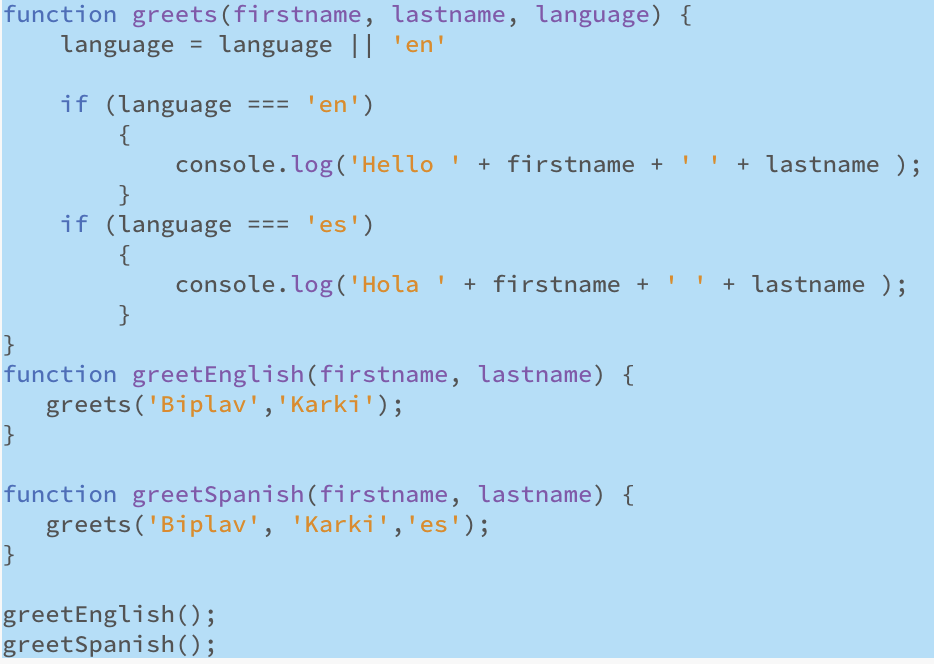 function greets(firstname, lastname, language) {
    language = language || 'en'

    if (language === 'en')
        {
            console.log('Hello ' + firstname + ' ' + lastname );
        }
    if (language === 'es')
        {
            console.log('Hola ' + firstname + ' ' + lastname );
        }
}
function greetEnglish(firstname, lastname) {
   greets('Biplav','Karki');
}

function greetSpanish(firstname, lastname) {
   greets('Biplav', 'Karki','es');
}

greetEnglish();
greetSpanish();